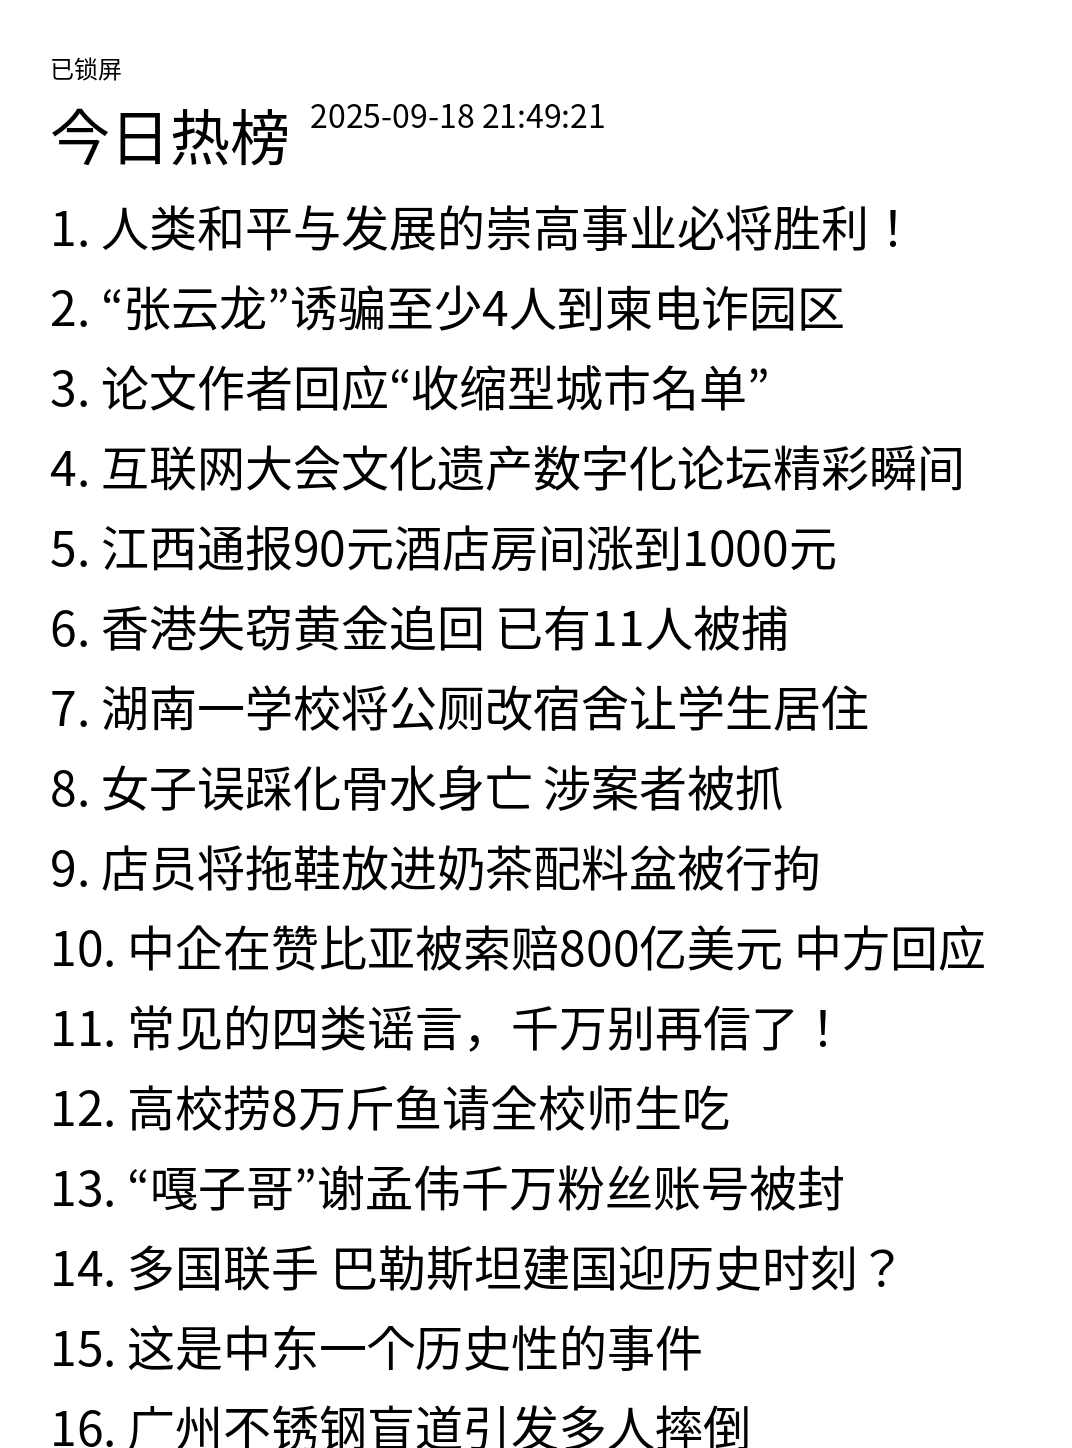 已锁屏
今日热榜 2025-09-18 21:49:21
1. 人类和平与发展的崇高事业必将胜利！
2. “张云龙”诱骗至少4人到柬电诈园区
3. 论文作者回应“收缩型城市名单”
4. 互联网大会文化遗产数字化论坛精彩瞬间
5. 江西通报90元酒店房间涨到1000元
6. 香港失窃黄金追回 已有11人被捕
7. 湖南一学校将公厕改宿舍让学生居住
8. 女子误踩化骨水身亡 涉案者被抓
9. 店员将拖鞋放进奶茶配料盆被行拘
10. 中企在赞比亚被索赔800亿美元 中方回应
11. 常见的四类谣言，千万别再信了！
12. 高校捞8万斤鱼请全校师生吃
13. “嘎子哥”谢孟伟千万粉丝账号被封
14. 多国联手 巴勒斯坦建国迎历史时刻？
15. 这是中东一个历史性的事件
16. 广州不锈钢盲道引发多人摔倒